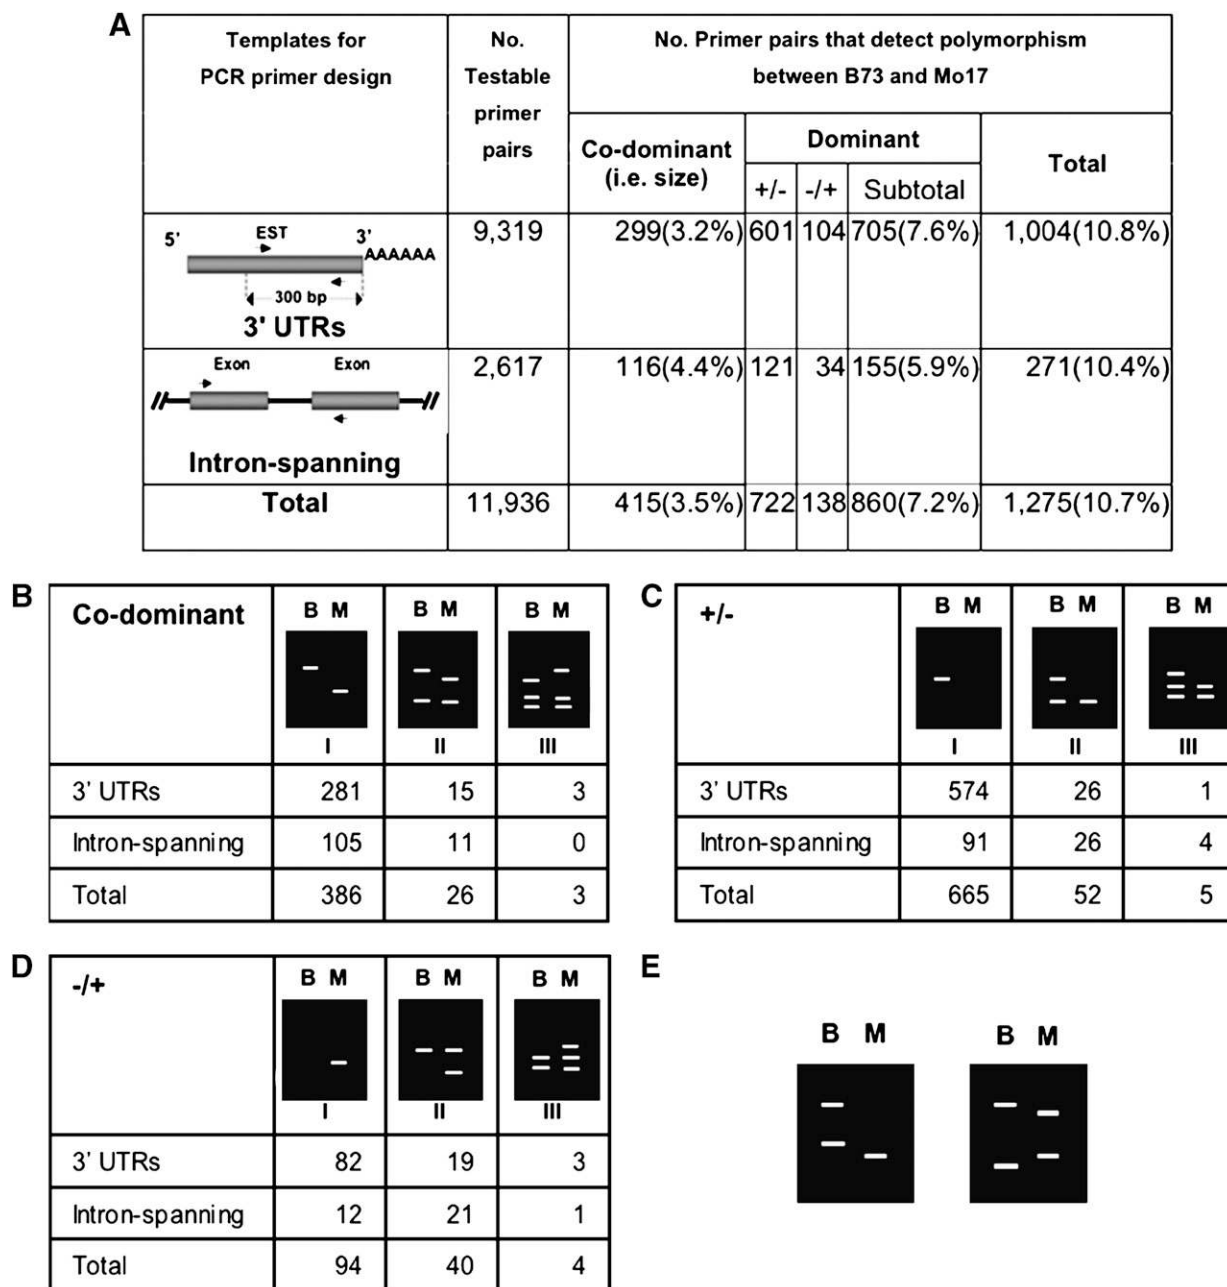 A
Templates for
PCR primer design
No.
Testable
primer
pairs
No. Primer pairs that detect polymorphism
between B73 and Mo17
Co-dominant
(i.e. size)
Dominant
Total
+/- -/+ Subtotal
5' EST 3'
AAAAAA
300 bp
3' UTRs
9,319 299(3.2%) 601 104 705(7.6%) 1,004(10.8%)
Exon Exon
Intron-spanning
2,617 116(4.4%) 121 34 155(5.9%) 271(10.4%)
Total 11,936 415(3.5%) 722 138 860(7.2%) 1,275(10.7%)
B
Co-dominant
B M B M B M
I II III
3' UTRs 281 15 3
Intron-spanning 105 11 0
Total 386 26 3
C
+/-
B M B M B M
I II III
3' UTRs 574 26 1
Intron-spanning 91 26 4
Total 665 52 5
D
-/+
B M B M B M
I II III
3' UTRs 82 19 3
Intron-spanning 12 21 1
Total 94 40 4
E
B M B M